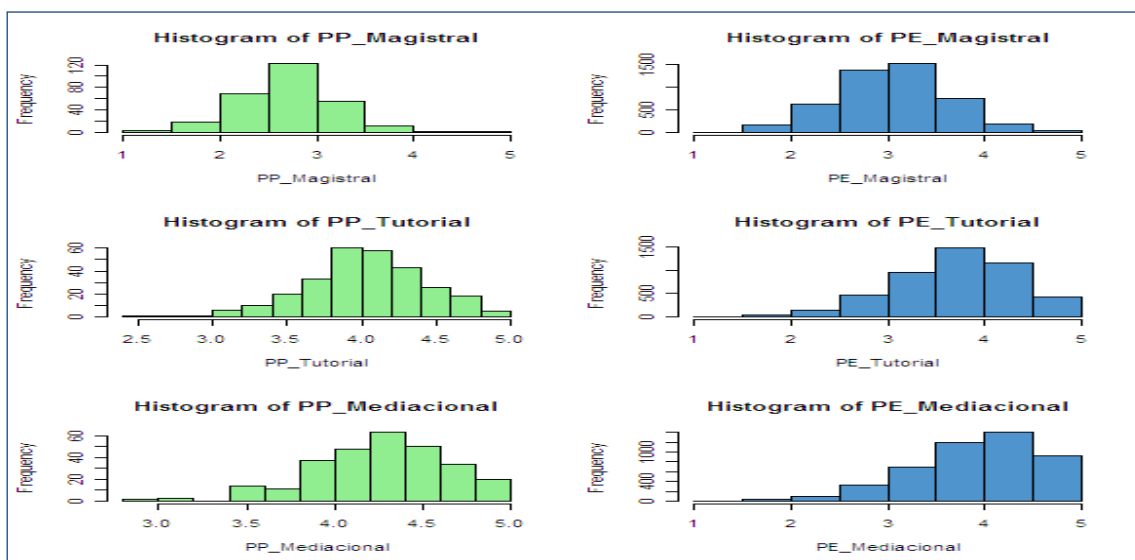 Histogram of PP_Magistral
Frequency
0 40 80 120
1 2 3 4 5
PP_Magistral
Histogram of PE_Magistral
Frequency
0 500 1500
1 2 3 4 5
PE_Magistral
Histogram of PP_Tutorial
Frequency
0 20 40 60
2.5 3.0 3.5 4.0 4.5 5.0
PP_Tutorial
Histogram of PE_Tutorial
Frequency
0 500 1500
1 2 3 4 5
PE_Tutorial
Histogram of PP_Mediacional
Frequency
0 20 40 60
3.0 3.5 4.0 4.5 5.0
PP_Mediacional
Histogram of PE_Mediacional
Frequency
0 400 1000
1 2 3 4 5
PE_Mediacional